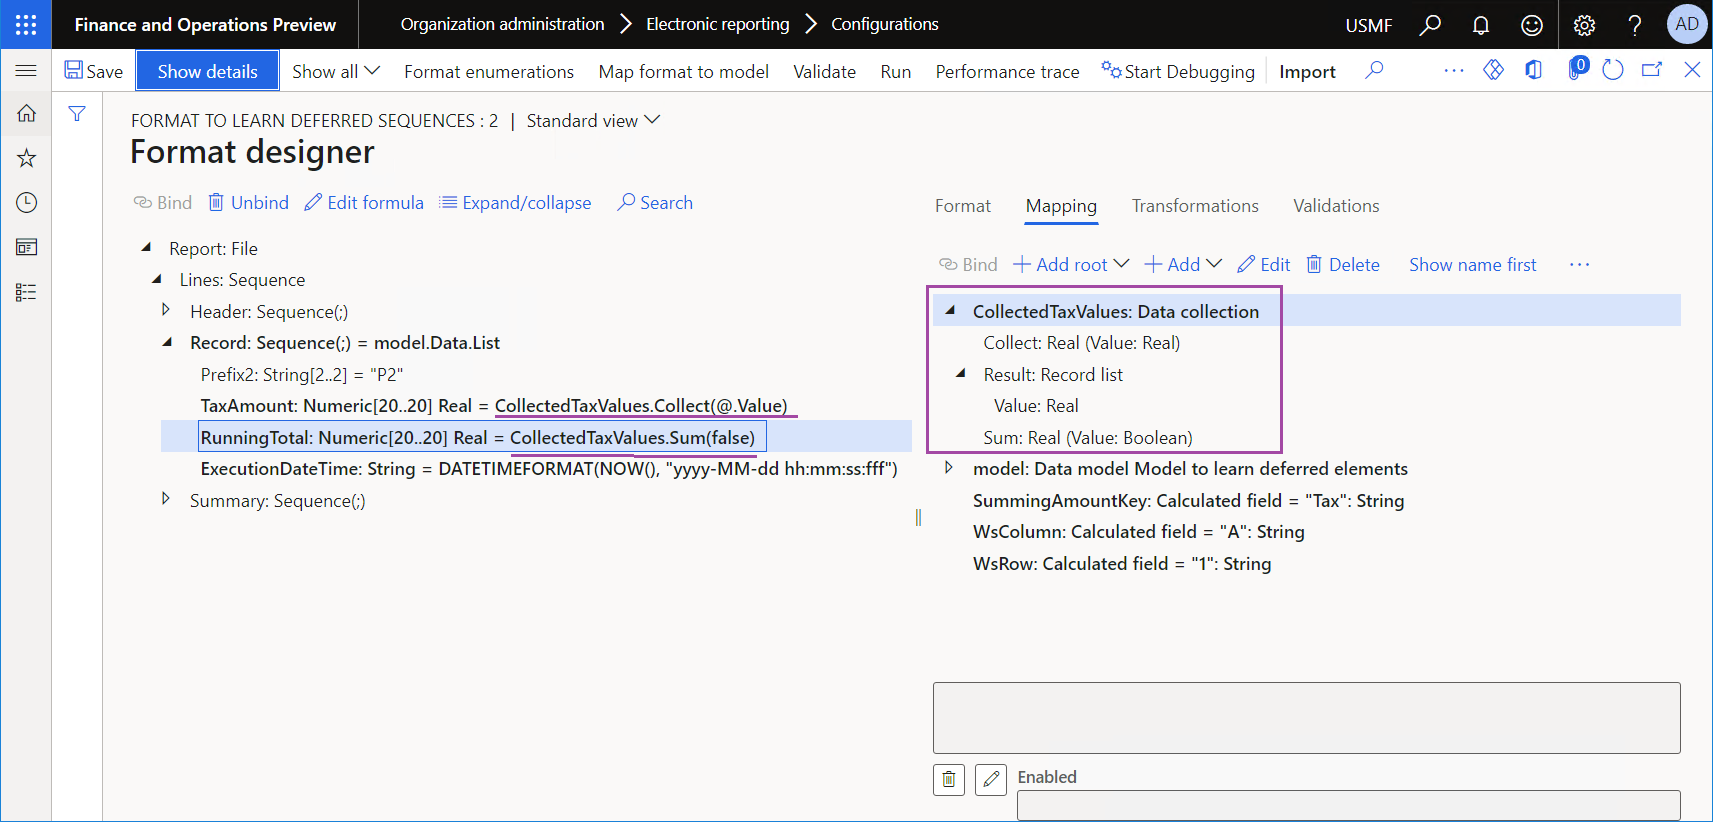 Finance and Operations Preview
Organization administration > Electronic reporting > Configurations
USMF
?
AD
Save
Show details
Show all
Format enumerations
Map format to model
Validate
Run
Performance trace
Start Debugging
Import
···
0
FORMAT TO LEARN DEFERRED SEQUENCES : 2 | Standard view
Format designer
Bind
Unbind
Edit formula
Expand/collapse
Search
Report: File
Lines: Sequence
Header: Sequence(;)
Record: Sequence(;) = model.Data.List
Prefix2: String[2..2] = "P2"
TaxAmount: Numeric[20..20] Real = CollectedTaxValues.Collect(@.Value)
RunningTotal: Numeric[20..20] Real = CollectedTaxValues.Sum(false)
ExecutionDateTime: String = DATETIMEFORMAT(NOW(), "yyyy-MM-dd hh:mm:ss:fff")
Summary: Sequence(;)
Format
Mapping
Transformations
Validations
Bind
Add root
Add
Edit
Delete
Show name first
···
CollectedTaxValues: Data collection
Collect: Real (Value: Real)
Result: Record list
Value: Real
Sum: Real (Value: Boolean)
model: Data model Model to learn deferred elements
SummingAmountKey: Calculated field = "Tax": String
WsColumn: Calculated field = "A": String
WsRow: Calculated field = "1": String
Enabled